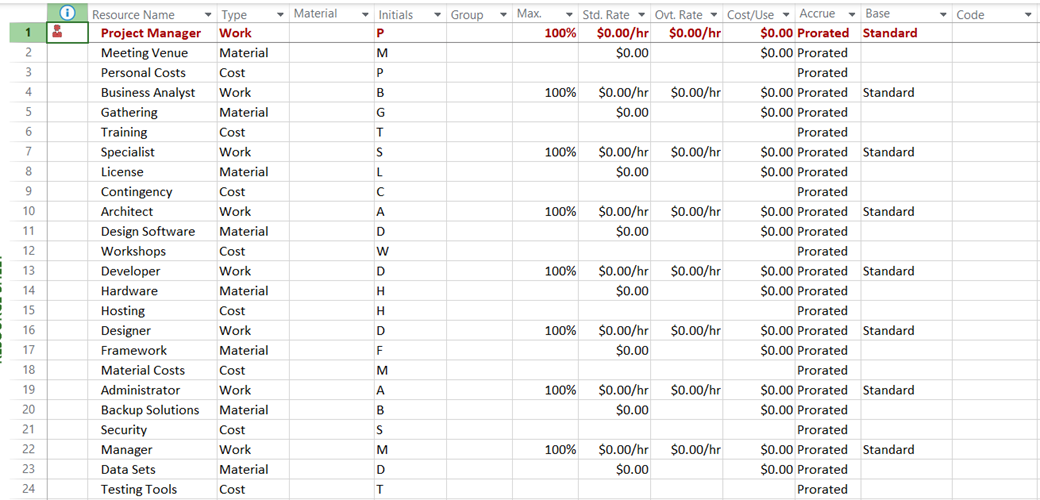 Resource Name Type Material Initials Group Max. Std. Rate Ovt. Rate Cost/Use Accrue Base Code
1 Project Manager Work P 100% $0.00/hr $0.00/hr $0.00 Prorated Standard
2 Meeting Venue Material M $0.00 $0.00 Prorated
3 Personal Costs Cost P Prorated
4 Business Analyst Work B 100% $0.00/hr $0.00/hr $0.00 Prorated Standard
5 Gathering Material G $0.00 $0.00 Prorated
6 Training Cost T Prorated
7 Specialist Work S 100% $0.00/hr $0.00/hr $0.00 Prorated Standard
8 License Material L $0.00 $0.00 Prorated
9 Contingency Cost C Prorated
10 Architect Work A 100% $0.00/hr $0.00/hr $0.00 Prorated Standard
11 Design Software Material D $0.00 $0.00 Prorated
12 Workshops Cost W Prorated
13 Developer Work D 100% $0.00/hr $0.00/hr $0.00 Prorated Standard
14 Hardware Material H $0.00 $0.00 Prorated
15 Hosting Cost H Prorated
16 Designer Work D 100% $0.00/hr $0.00/hr $0.00 Prorated Standard
17 Framework Material F $0.00 $0.00 Prorated
18 Material Costs Cost M Prorated
19 Administrator Work A 100% $0.00/hr $0.00/hr $0.00 Prorated Standard
20 Backup Solutions Material B $0.00 $0.00 Prorated
21 Security Cost S Prorated
22 Manager Work M 100% $0.00/hr $0.00/hr $0.00 Prorated Standard
23 Data Sets Material D $0.00 $0.00 Prorated
24 Testing Tools Cost T Prorated